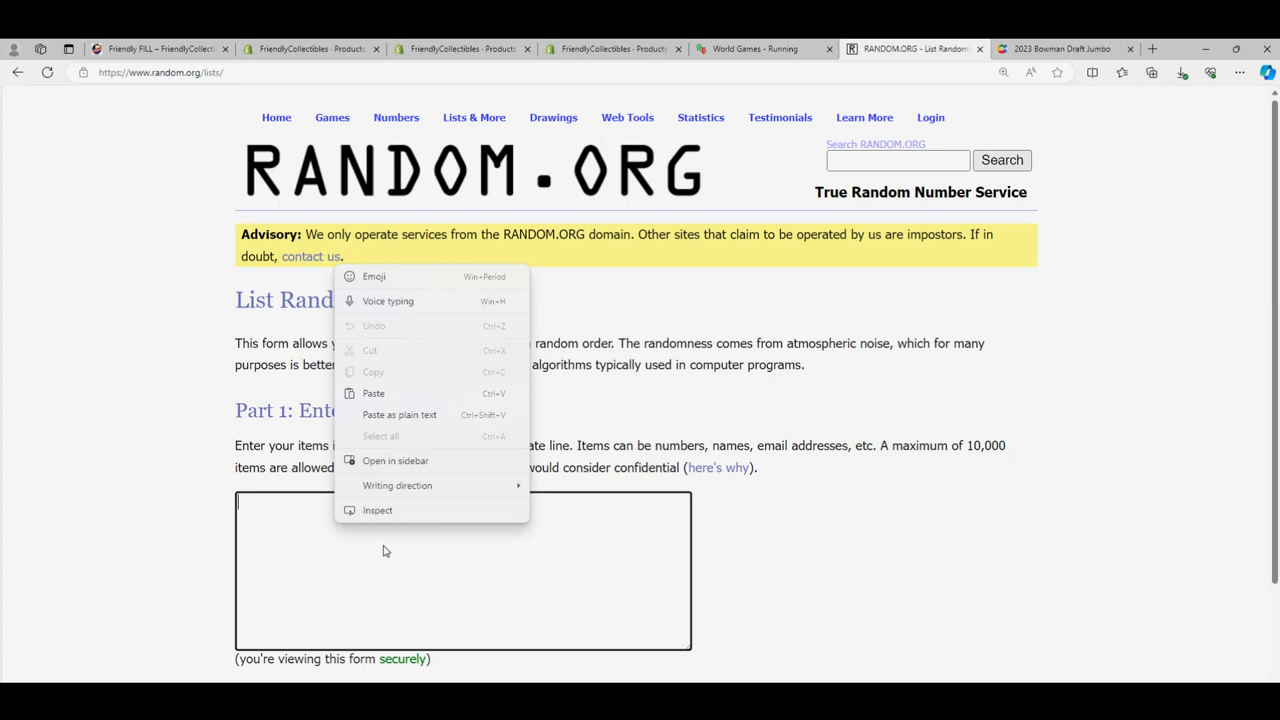 Friendly FILL – FriendlyCollecti
FriendlyCollectibles - Products
FriendlyCollectibles - Products
FriendlyCollectibles - Products
World Games - Running
RANDOM.ORG - List Random
2023 Bowman Draft Jumbo
https://www.random.org/lists/
Home Games Numbers Lists & More Drawings Web Tools Statistics Testimonials Learn More Login
RANDOM.ORG
Search RANDOM.ORG
Search
True Random Number Service
Advisory: We only operate services from the RANDOM.ORG domain. Other sites that claim to be operated by us are impostors. If in
doubt, contact us.
List Rand
This form allows random order. The randomness comes from atmospheric noise, which for many
purposes is better algorithms typically used in computer programs.
Part 1: Ente
Enter your items i ate line. Items can be numbers, names, email addresses, etc. A maximum of 10,000
items are allowed ould consider confidential (here's why).
Emoji Win+Period
Voice typing Win+H
Undo Ctrl+Z
Cut Ctrl+X
Copy Ctrl+C
Paste Ctrl+V
Paste as plain text Ctrl+Shift+V
Select all Ctrl+A
Open in sidebar
Writing direction
Inspect
(you're viewing this form securely)